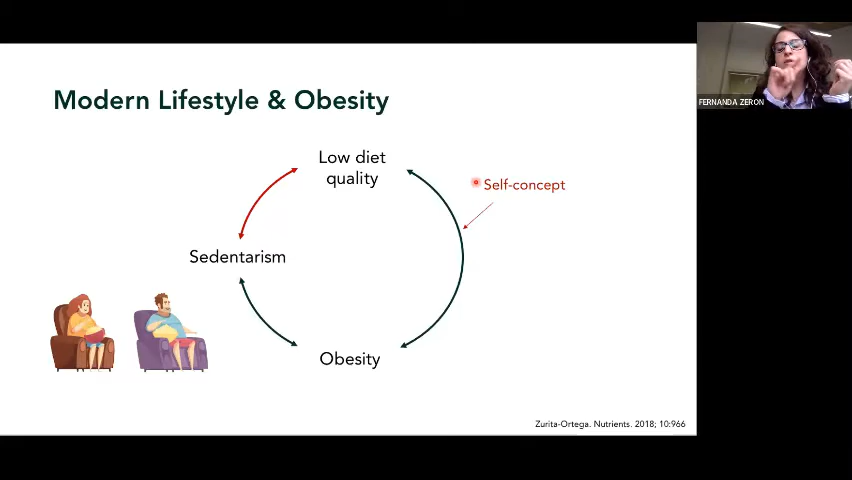 Modern Lifestyle & Obesity
FERNANDA ZERON
Low diet
quality
Self-concept
Sedentarism
Obesity
Zurita-Ortega. Nutrients. 2018; 10:966